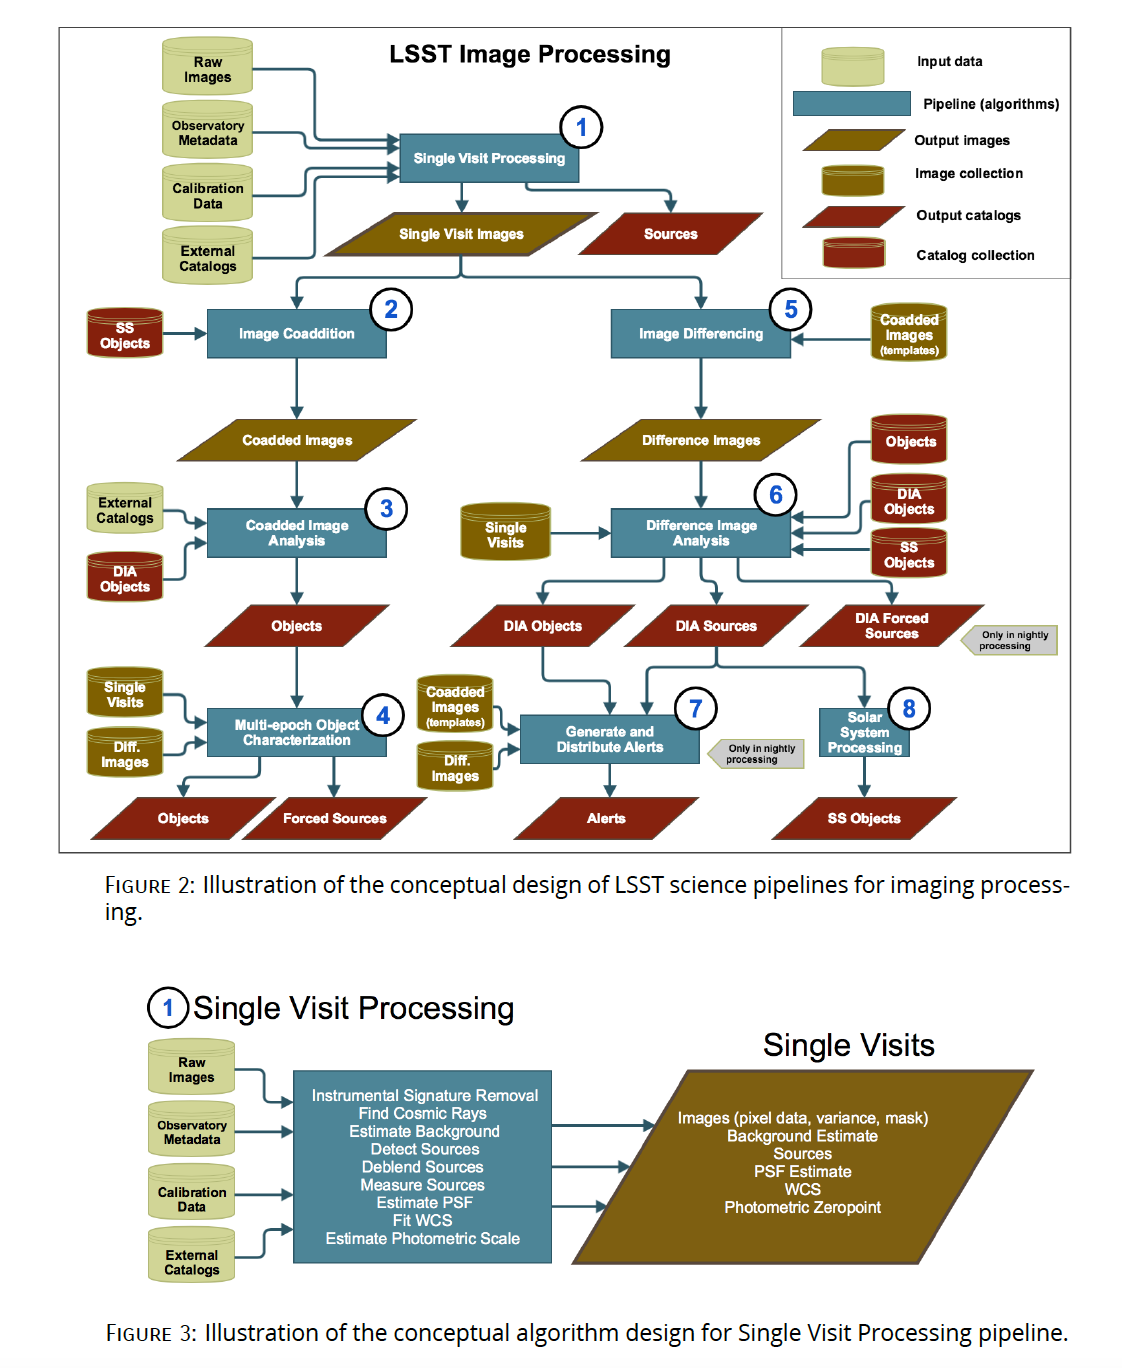 LSST Image Processing
Raw
Images
Observatory
Metadata
Calibration
Data
External
Catalogs
1
Single Visit Processing
Single Visit Images
Sources
Input data
Pipeline (algorithms)
Output images
Image collection
Output catalogs
Catalog collection
SS
Objects
2
Image Coaddition
5
Image Differencing
Coadded
Images
(templates)
Coadded Images
Difference Images
Objects
DIA
Objects
SS
Objects
External
Catalogs
DIA
Objects
3
Coadded Image
Analysis
Single
Visits
6
Difference Image
Analysis
Objects
DIA Objects
DIA Sources
DIA Forced
Sources
Only in nightly
processing
Single
Visits
Diff.
Images
4
Multi-epoch Object
Characterization
Coadded
Images
(templates)
Diff.
Images
7
Generate and
Distribute Alerts
Only in nightly
processing
8
Solar
System
Processing
Objects
Forced Sources
Alerts
SS Objects
Figure 2: Illustration of the conceptual design of LSST science pipelines for imaging process-
ing.
1 Single Visit Processing
Single Visits
Raw
Images
Observatory
Metadata
Calibration
Data
External
Catalogs
Instrumental Signature Removal
Find Cosmic Rays
Estimate Background
Detect Sources
Deblend Sources
Measure Sources
Estimate PSF
Fit WCS
Estimate Photometric Scale
Images (pixel data, variance, mask)
Background Estimate
Sources
PSF Estimate
WCS
Photometric Zeropoint
Figure 3: Illustration of the conceptual algorithm design for Single Visit Processing pipeline.